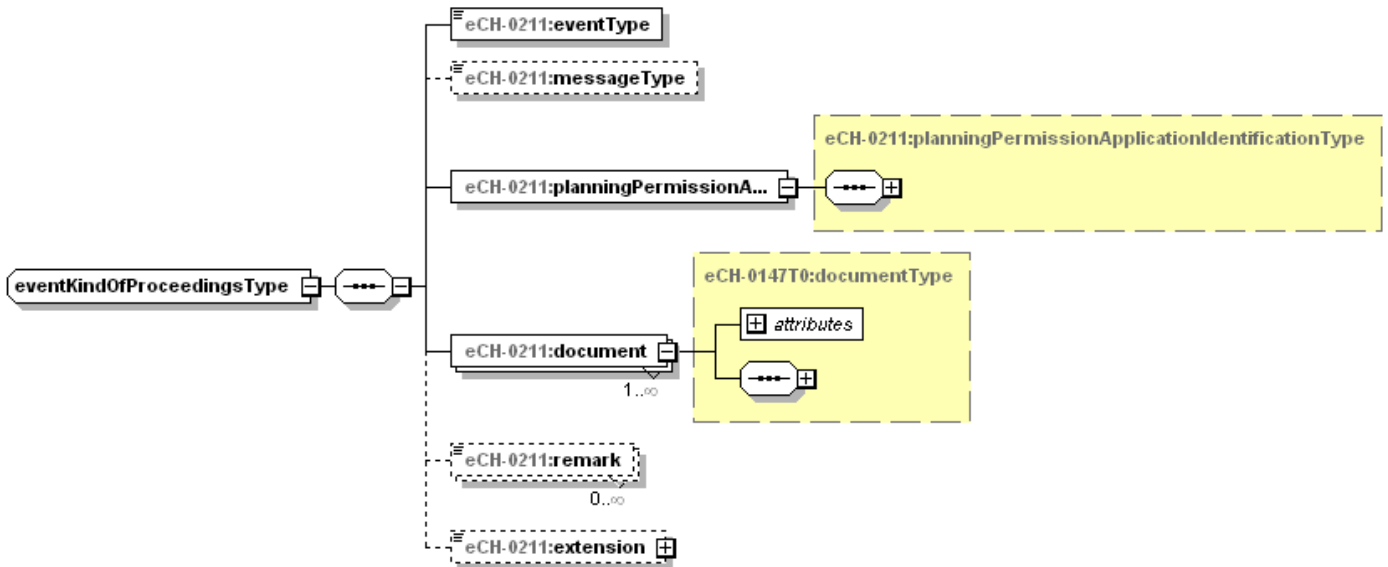 eCH-0211:eventType
eCH-0211:messageType
eCH-0211:planningPermissionApplicationIdentificationType
eCH-0211:planningPermissionA...
eventKindOfProceedingsType
eCH-0147T0:documentType
attributes
eCH-0211:document
1..∞
eCH-0211:remark
0..∞
eCH-0211:extension